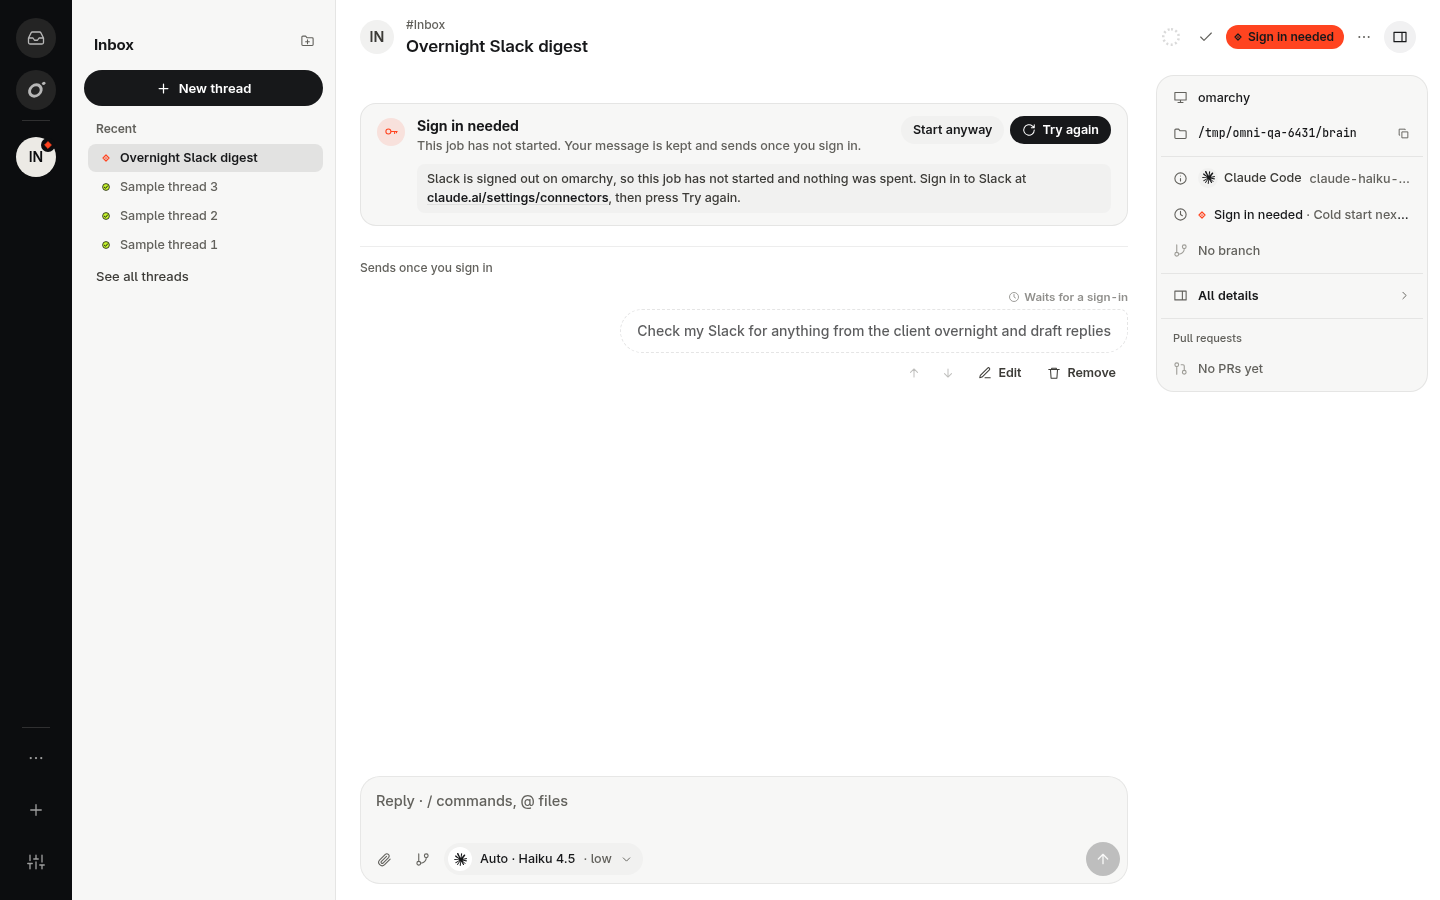 IN
Inbox
New thread
Recent
Overnight Slack digest
Sample thread 3
Sample thread 2
Sample thread 1
See all threads
IN
#Inbox
Overnight Slack digest
Sign in needed
Sign in needed
This job has not started. Your message is kept and sends once you sign in.
Start anyway
Try again
Slack is signed out on omarchy, so this job has not started and nothing was spent. Sign in to Slack at
claude.ai/settings/connectors, then press Try again.
Sends once you sign in
Waits for a sign-in
Check my Slack for anything from the client overnight and draft replies
Edit
Remove
Reply · / commands, @ files
Auto · Haiku 4.5 · low
omarchy
/tmp/omni-qa-6431/brain
Claude Code claude-haiku-...
Sign in needed · Cold start nex...
No branch
All details
Pull requests
No PRs yet